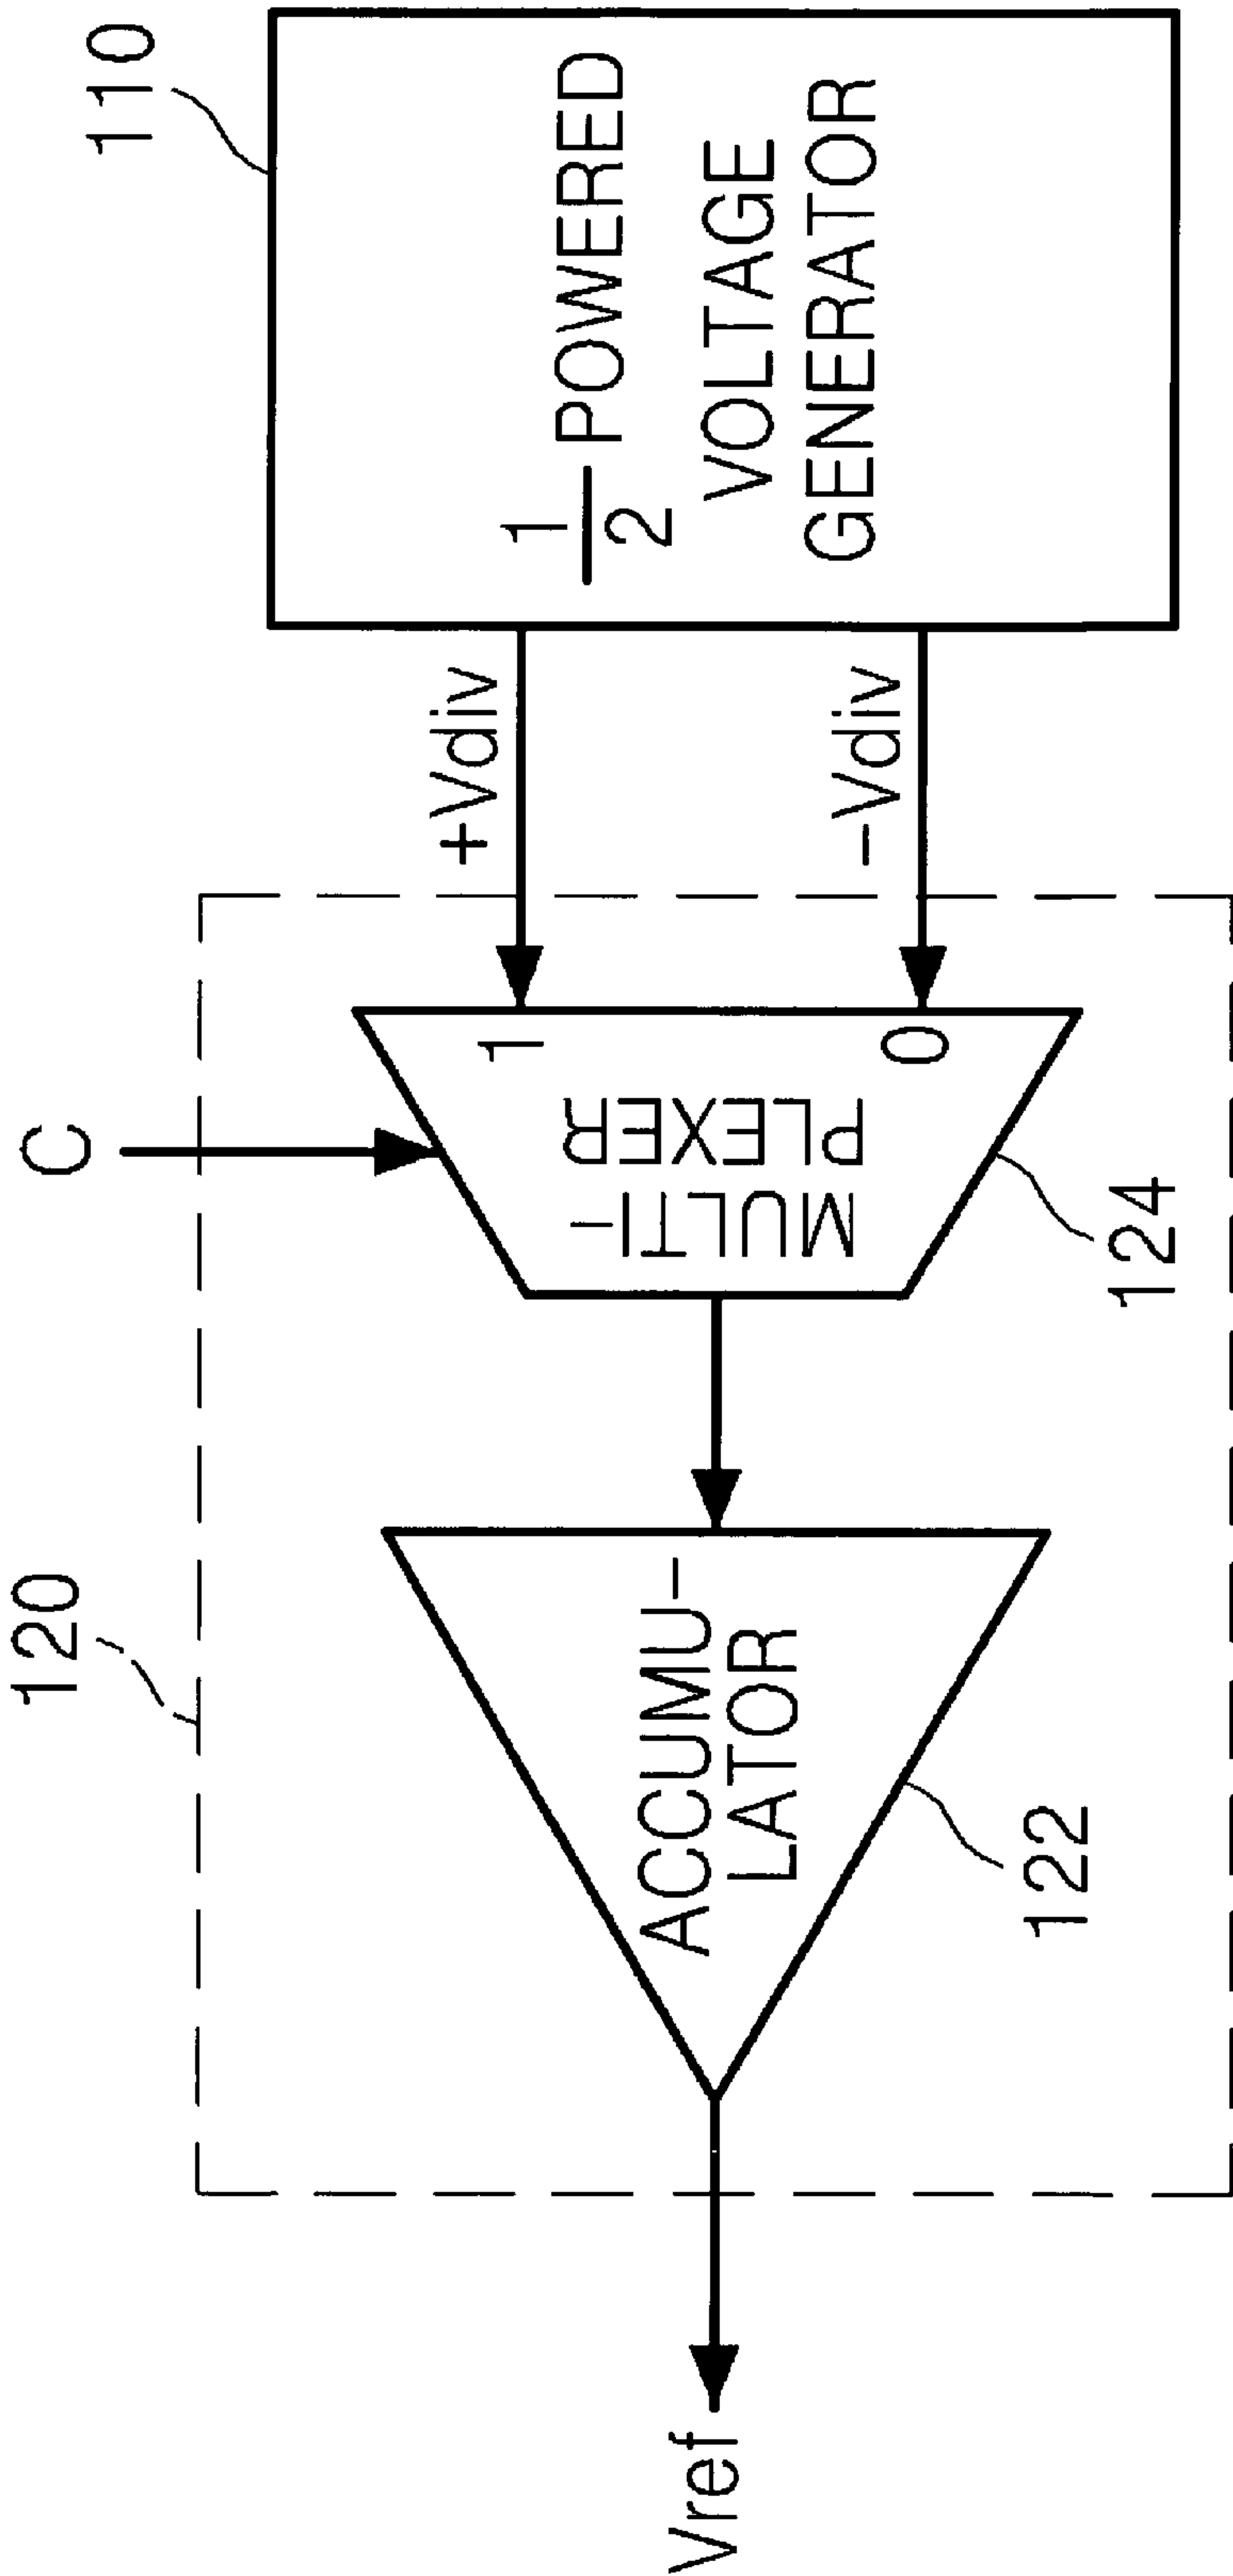 110
1/2 POWERED
VOLTAGE
GENERATOR
+Vdiv
-Vdiv
C
1
0
MULTI-
PLEXER
124
120
ACCUMU-
LATOR
122
Vref